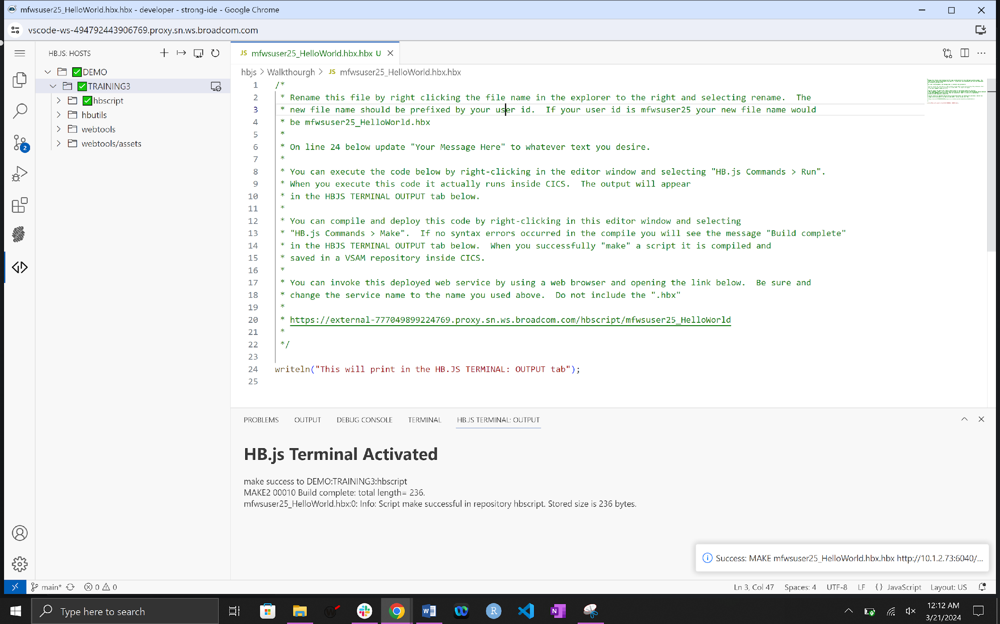 mfwsuser25_HelloWorld.hbx.hbx - developer - strong-ide - Google Chrome
vscode-ws-494792443906769.proxy.sn.ws.broadcom.com
HB.JS: HOSTS
DEMO
TRAINING3
hbscript
hbutils
webtools
webtools/assets
2
JS mfwsuser25_HelloWorld.hbx.hbx U
hbjs > Walkthourgh > JS mfwsuser25_HelloWorld.hbx.hbx
1 /*
2 * Rename this file by right clicking the file name in the explorer to the right and selecting rename. The
3 * new file name should be prefixed by your user id. If your user id is mfwsuser25 your new file name would
4 * be mfwsuser25_HelloWorld.hbx
5 *
6 * On line 24 below update "Your Message Here" to whatever text you desire.
7 *
8 * You can execute the code below by right-clicking in the editor window and selecting "HB.js Commands > Run".
9 * When you execute this code it actually runs inside CICS. The output will appear
10 * in the HBJS TERMINAL OUTPUT tab below.
11 *
12 * You can compile and deploy this code by right-clicking in this editor window and selecting
13 * "HB.js Commands > Make". If no syntax errors occurred in the compile you will see the message "Build complete"
14 * in the HBJS TERMINAL OUTPUT tab below. When you successfully "make" a script it is compiled and
15 * saved in a VSAM repository inside CICS.
16 *
17 * You can invoke this deployed web service by using a web browser and opening the link below. Be sure and
18 * change the service name to the name you used above. Do not include the ".hbx"
19 *
20 * https://external-777049899224769.proxy.sn.ws.broadcom.com/hbscript/mfwsuser25_HelloWorld
21 *
22 */
23
24 writeln("This will print in the HB.JS TERMINAL: OUTPUT tab");
25
PROBLEMS OUTPUT DEBUG CONSOLE TERMINAL HB.JS TERMINAL: OUTPUT
HB.js Terminal Activated
make success to DEMO:TRAINING3:hbscript
MAKE2 00010 Build complete: total length= 236.
mfwsuser25_HelloWorld.hbx:0: Info: Script make successful in repository hbscript. Stored size is 236 bytes.
Success: MAKE mfwsuser25_HelloWorld.hbx.hbx http://10.1.2.73:6040/...
main* 0 0 Ln 3, Col 47 Spaces: 4 UTF-8 LF {} JavaScript Layout: US
Type here to search
12:12 AM
3/21/2024